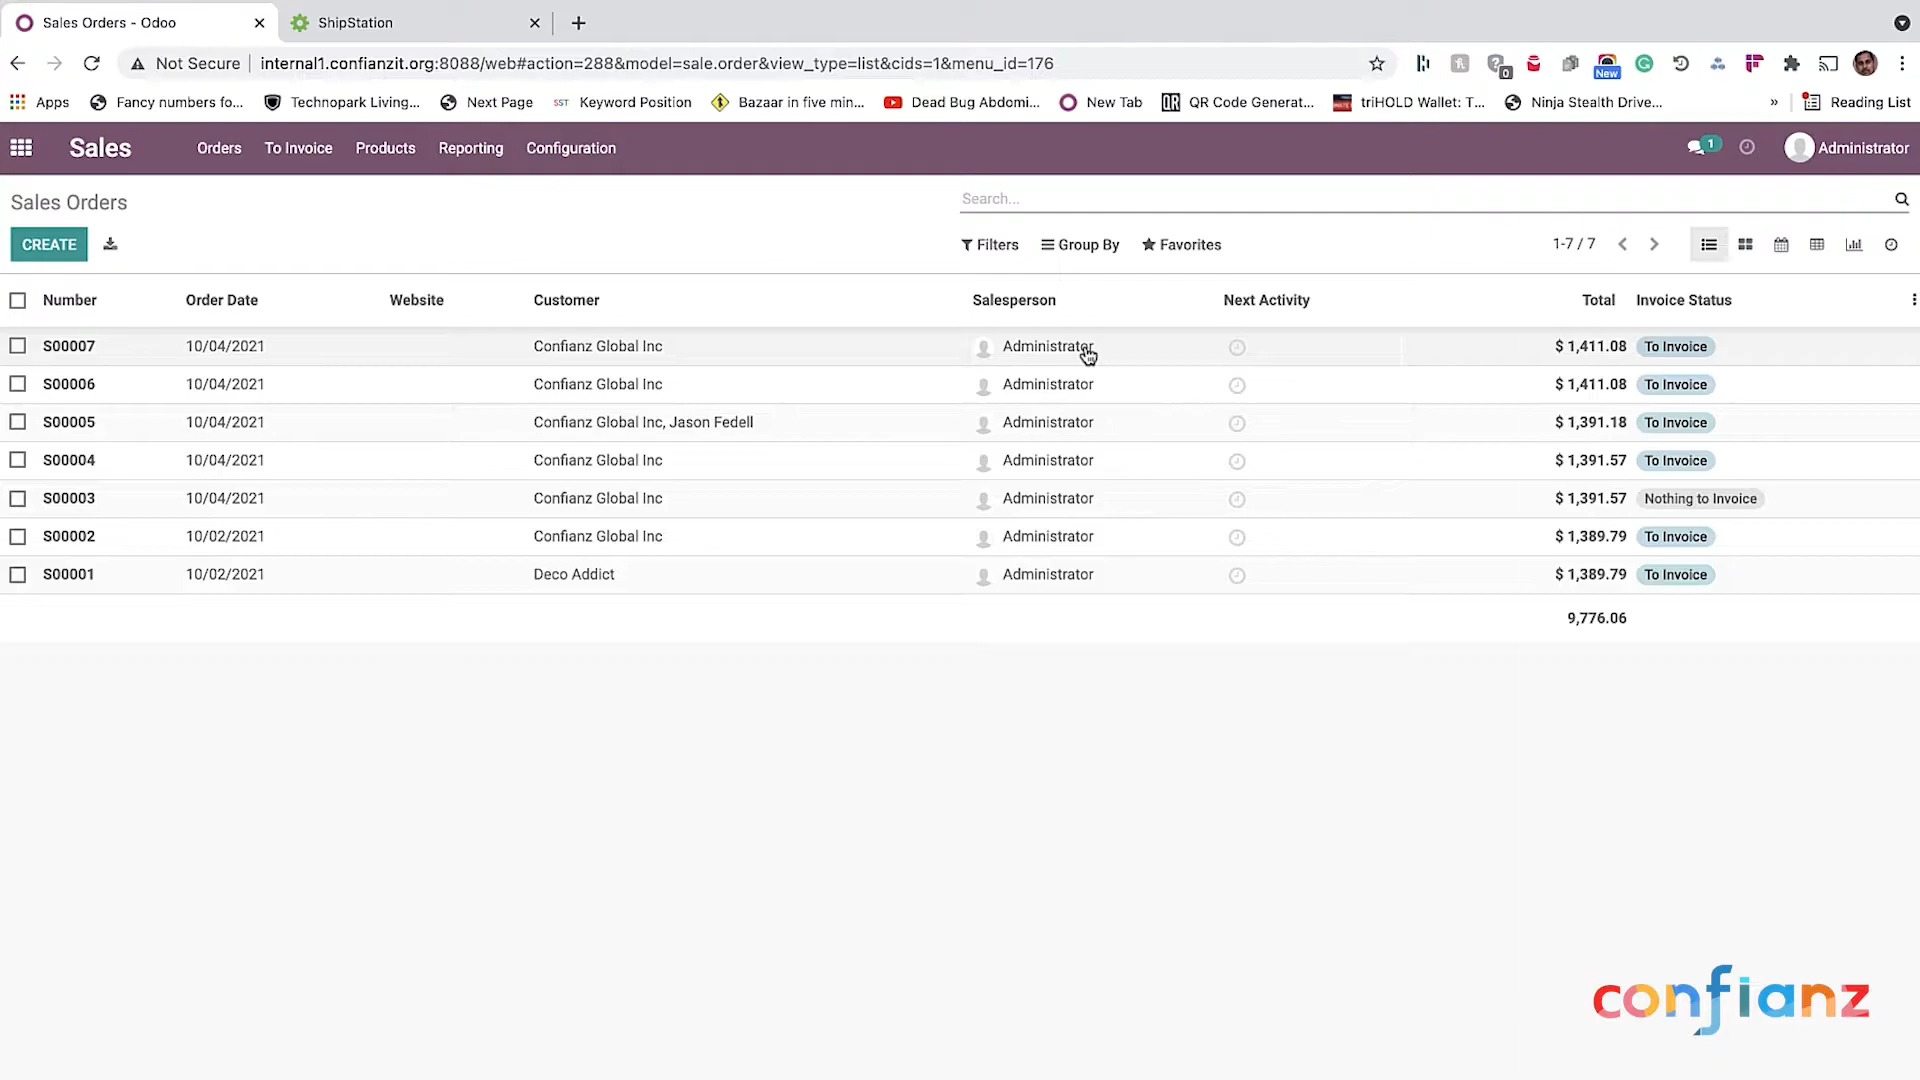 Sales Orders - Odoo
ShipStation
Not Secure internal1.confianzit.org:8088/web#action=288&model=sale.order&view_type=list&cids=1&menu_id=176
0 New
Apps Fancy numbers fo... Technopark Living... Next Page SST Keyword Position Bazaar in five min... Dead Bug Abdomi... New Tab QR QR Code Generat... triHOLD Wallet: T... Ninja Stealth Drive... » Reading List
Sales Orders To Invoice Products Reporting Configuration 1 Administrator
Sales Orders Search...
CREATE Filters Group By Favorites 1-7 / 7
Number Order Date Website Customer Salesperson Next Activity Total Invoice Status
S00007 10/04/2021 Confianz Global Inc Administrator $ 1,411.08 To Invoice
S00006 10/04/2021 Confianz Global Inc Administrator $ 1,411.08 To Invoice
S00005 10/04/2021 Confianz Global Inc, Jason Fedell Administrator $ 1,391.18 To Invoice
S00004 10/04/2021 Confianz Global Inc Administrator $ 1,391.57 To Invoice
S00003 10/04/2021 Confianz Global Inc Administrator $ 1,391.57 Nothing to Invoice
S00002 10/02/2021 Confianz Global Inc Administrator $ 1,389.79 To Invoice
S00001 10/02/2021 Deco Addict Administrator $ 1,389.79 To Invoice
9,776.06
confianz